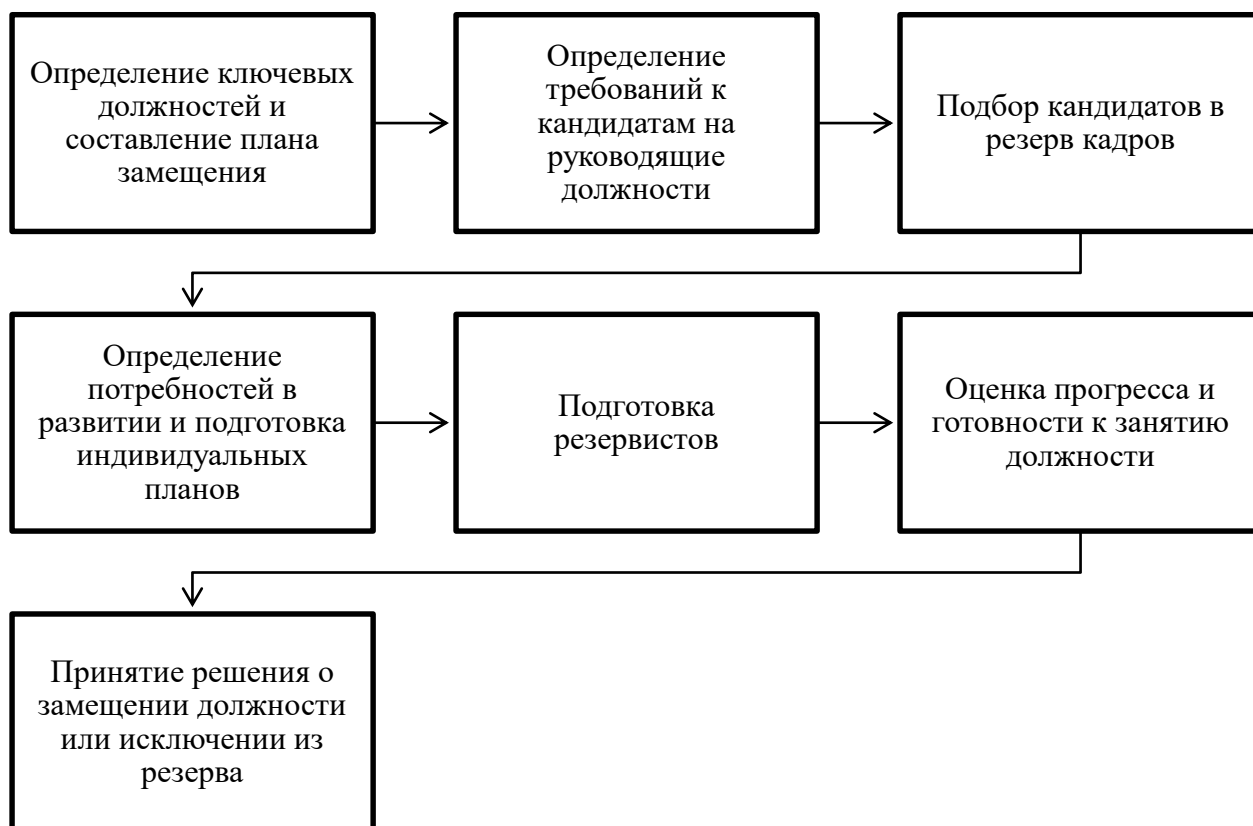 Определение ключевых
должностей и
составление плана
замещения
Определение
требований к
кандидатам на
руководящие
должности
Подбор кандидатов в
резерв кадров
Определение
потребностей в
развитии и подготовка
индивидуальных
планов
Подготовка
резервистов
Оценка прогресса и
готовности к занятию
должности
Принятие решения о
замещении должности
или исключении из
резерва